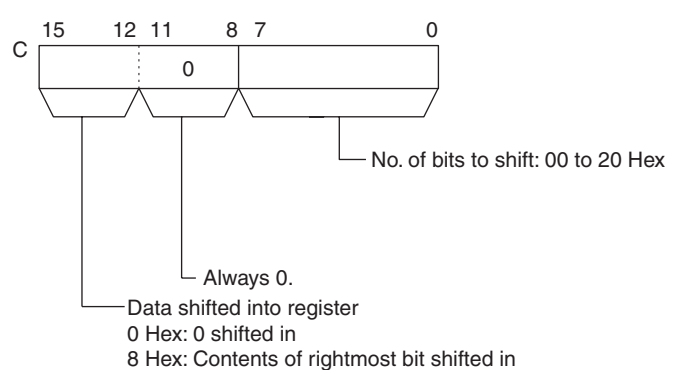 15 12 11 8 7 0
C
0
No. of bits to shift: 00 to 20 Hex
Always 0.
Data shifted into register
0 Hex: 0 shifted in
8 Hex: Contents of rightmost bit shifted in